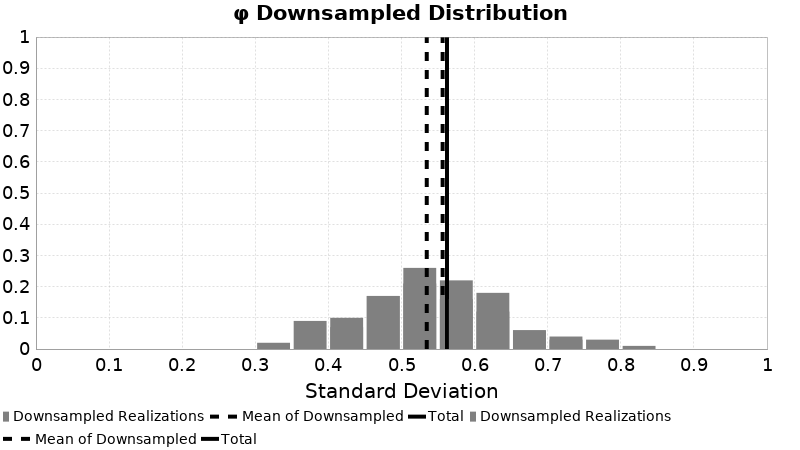 φ Downsampled Distribution
1
0.9
0.8
0.7
0.6
0.5
0.4
0.3
0.2
0.1
0
0 0.1 0.2 0.3 0.4 0.5 0.6 0.7 0.8 0.9 1
Standard Deviation
Downsampled Realizations Mean of Downsampled Total Downsampled Realizations
Mean of Downsampled Total